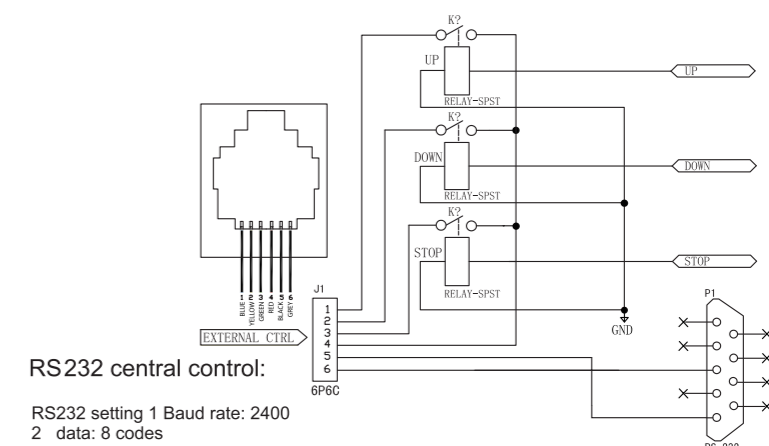 K?
UP
UP
RELAY-SPST
K?
DOWN
DOWN
RELAY-SPST
K?
STOP
STOP
RELAY-SPST
GND
1 2 3 4 5 6
BLUE
YELLOW
GREEN
RED
BLACK
GREY
EXTERNAL CTRL
J1
1
2
3
4
5
6
6P6C
P1
RS232 central control:
RS232 setting 1 Baud rate: 2400
2 data: 8 codes